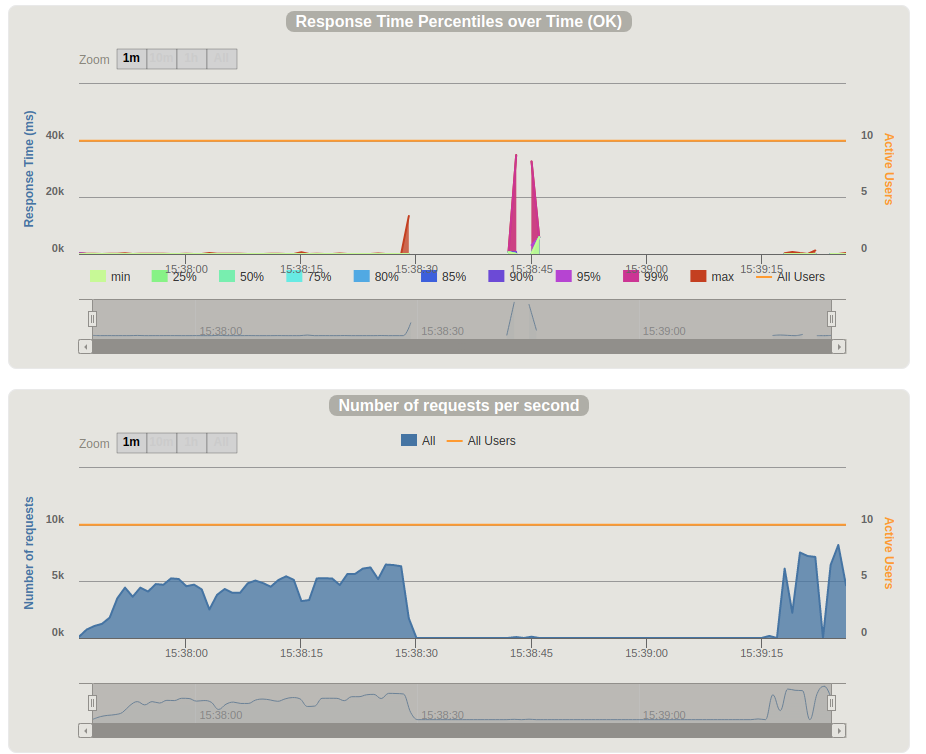 Response Time Percentiles over Time (OK)
Zoom 1m 10m 1h All
Response Time (ms)
40k
20k
0k
10
5
0
Active Users
15:38:00 15:38:15 15:38:30 15:38:45 15:39:00 15:39:15
min 25% 50% 75% 80% 85% 90% 95% 99% max All Users
15:38:00 15:38:30 15:39:00
Number of requests per second
Zoom 1m 10m 1h All
All All Users
Number of requests
10k
5k
0k
10
5
0
Active Users
15:38:00 15:38:15 15:38:30 15:38:45 15:39:00 15:39:15
15:38:00 15:38:30 15:39:00